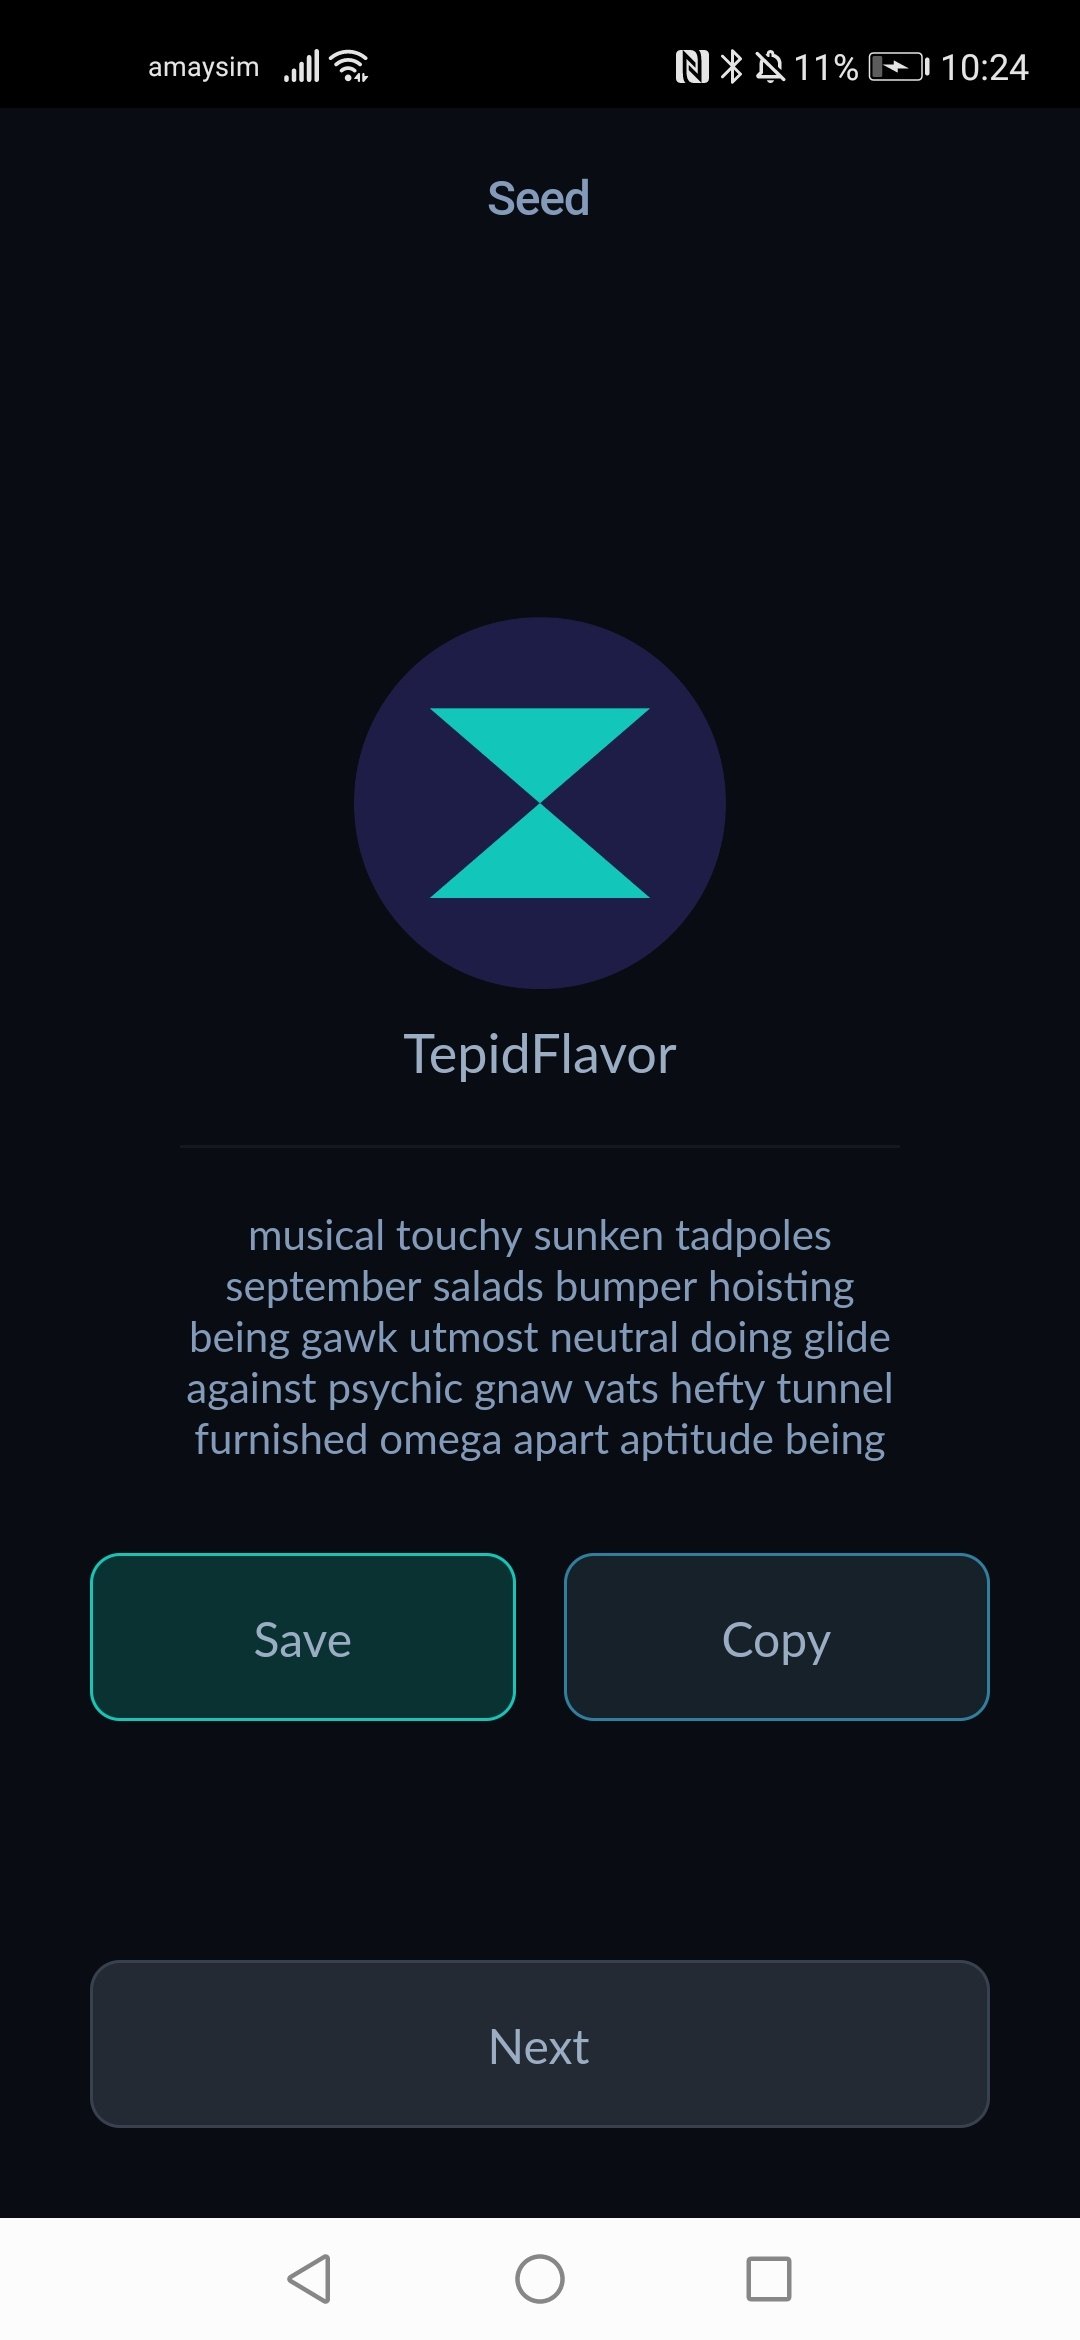 amaysim 11% 10:24
Seed
TepidFlavor
musical touchy sunken tadpoles
september salads bumper hoisting
being gawk utmost neutral doing glide
against psychic gnaw vats hefty tunnel
furnished omega apart aptitude being
Save Copy
Next